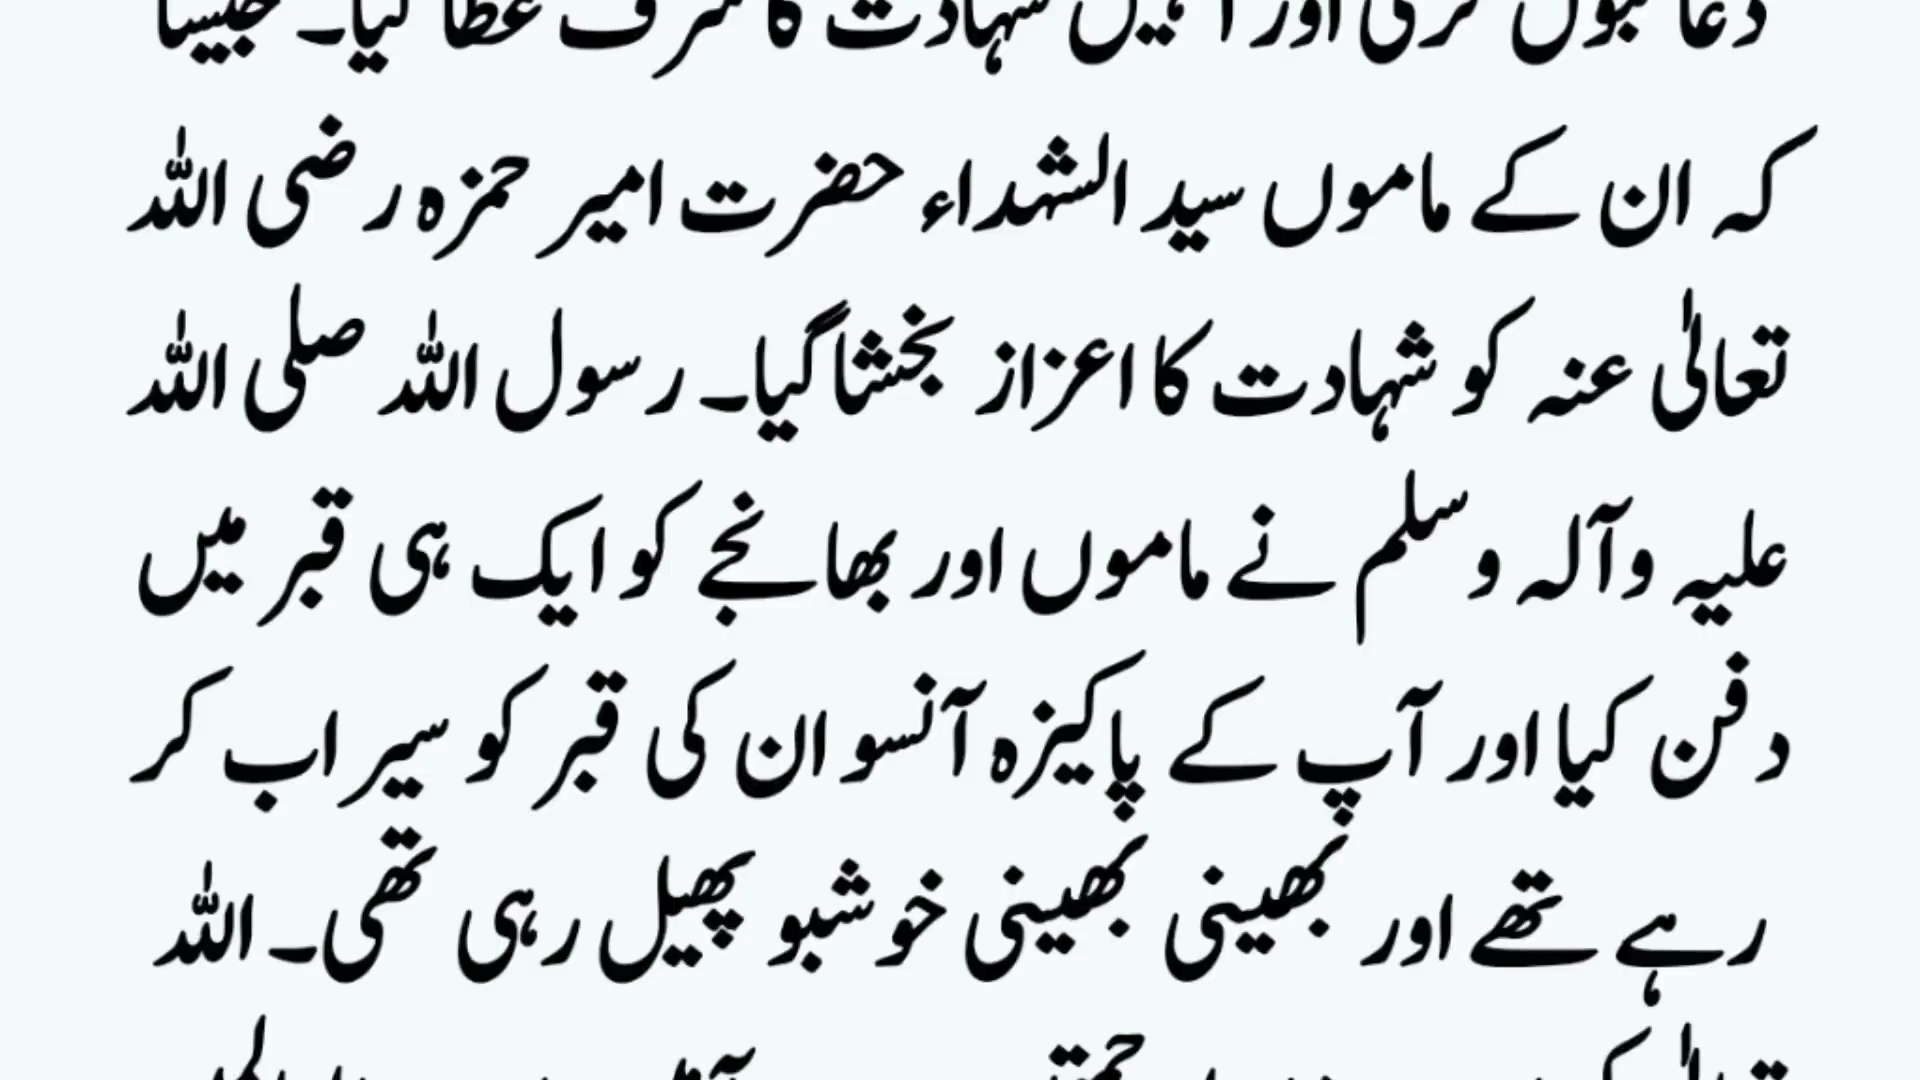 دعا قبول کرلی اور انہیں شہادت کا شرف عطا کیا۔ جیسا
کہ ان کے ماموں سید الشہداء حضرت امیر حمزہ رضی اللہ
تعالیٰ عنہ کو شہادت کا اعزاز بخشا گیا۔ رسول اللہ صلی اللہ
علیہ وآلہ وسلم نے ماموں اور بھانجے کو ایک ہی قبر میں
دفن کیا اور آپ کے پاکیزہ آنسو ان کی قبر کو سیراب کر
رہے تھے اور بھینی بھینی خوشبو پھیل رہی تھی۔ اللہ